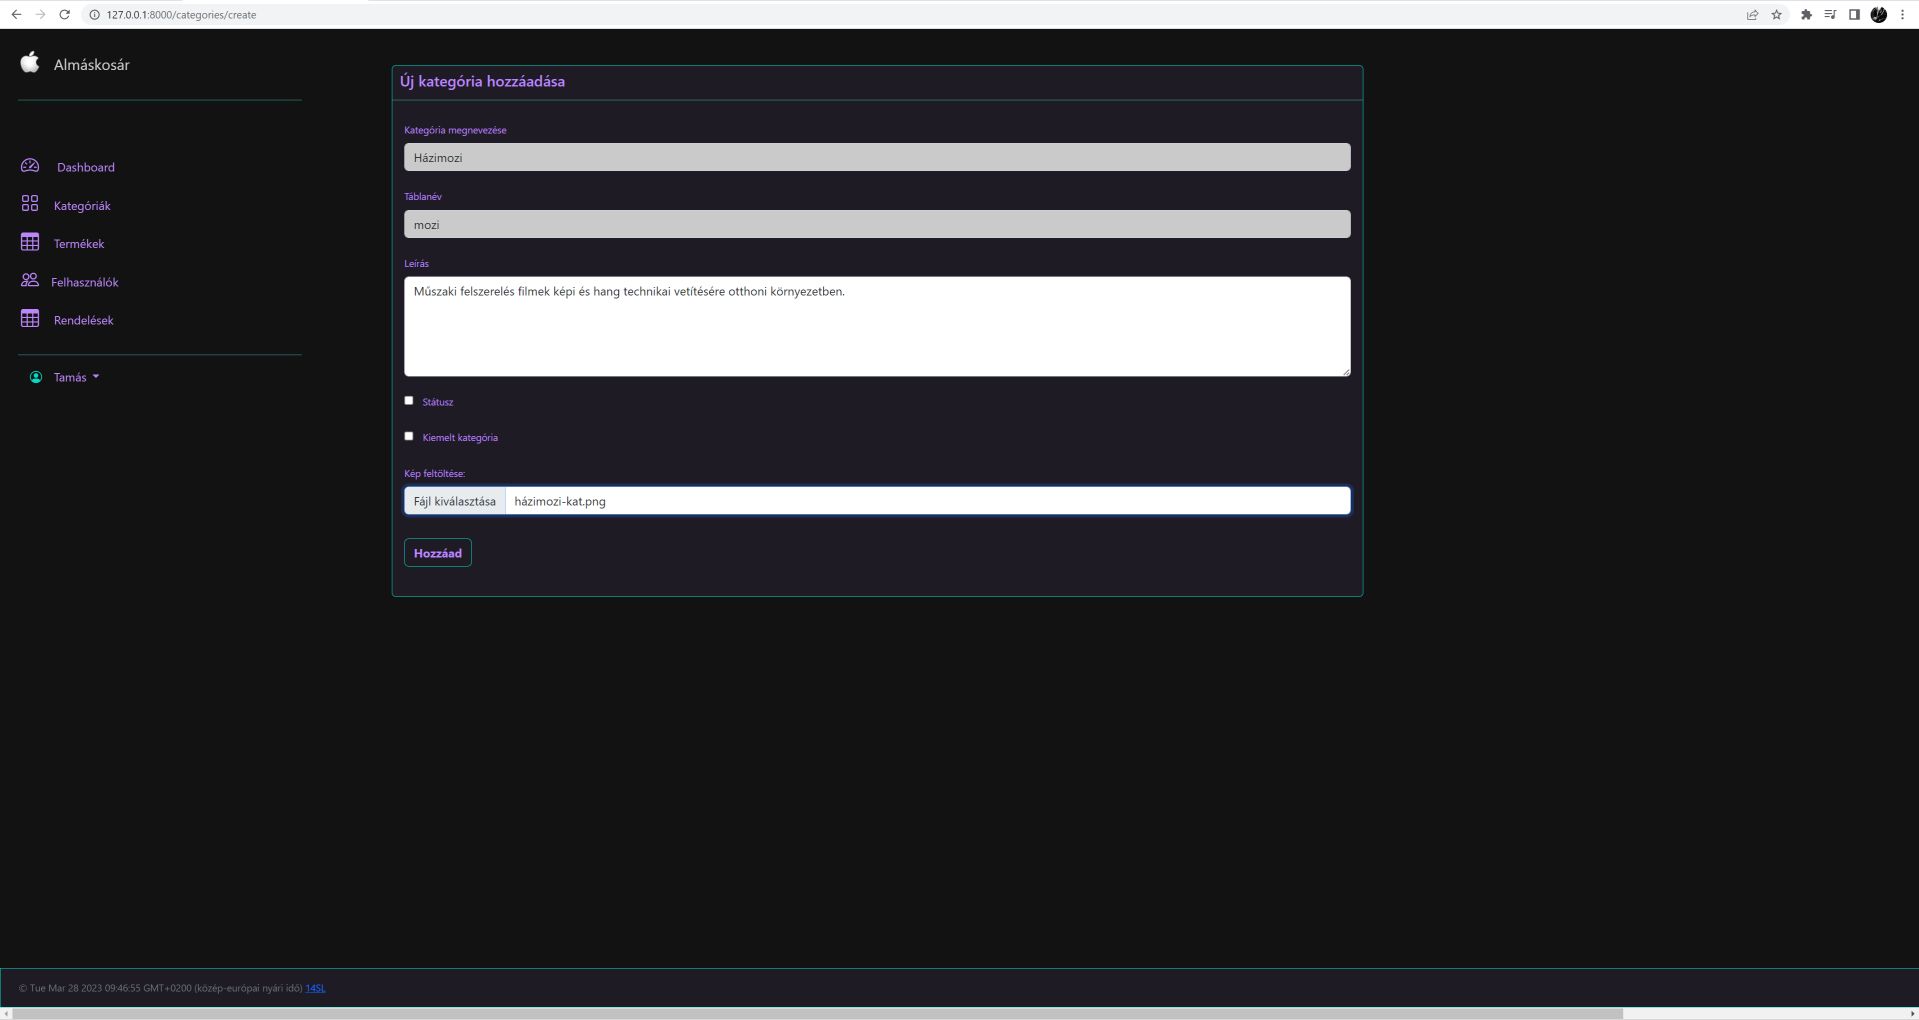 127.0.0.1:8000/categories/create
Almáskosár
Dashboard
Kategóriák
Termékek
Felhasználók
Rendelések
Tamás
Új kategória hozzáadása
Kategória megnevezése
Házimozi
Táblanév
mozi
Leírás
Műszaki felszerelés filmek képi és hang technikai vetítésére otthoni környezetben.
Státusz
Kiemelt kategória
Kép feltöltése:
Fájl kiválasztása házimozi-kat.png
Hozzáad
© Tue Mar 28 2023 09:46:55 GMT+0200 (közép-európai nyári idő) 14SL